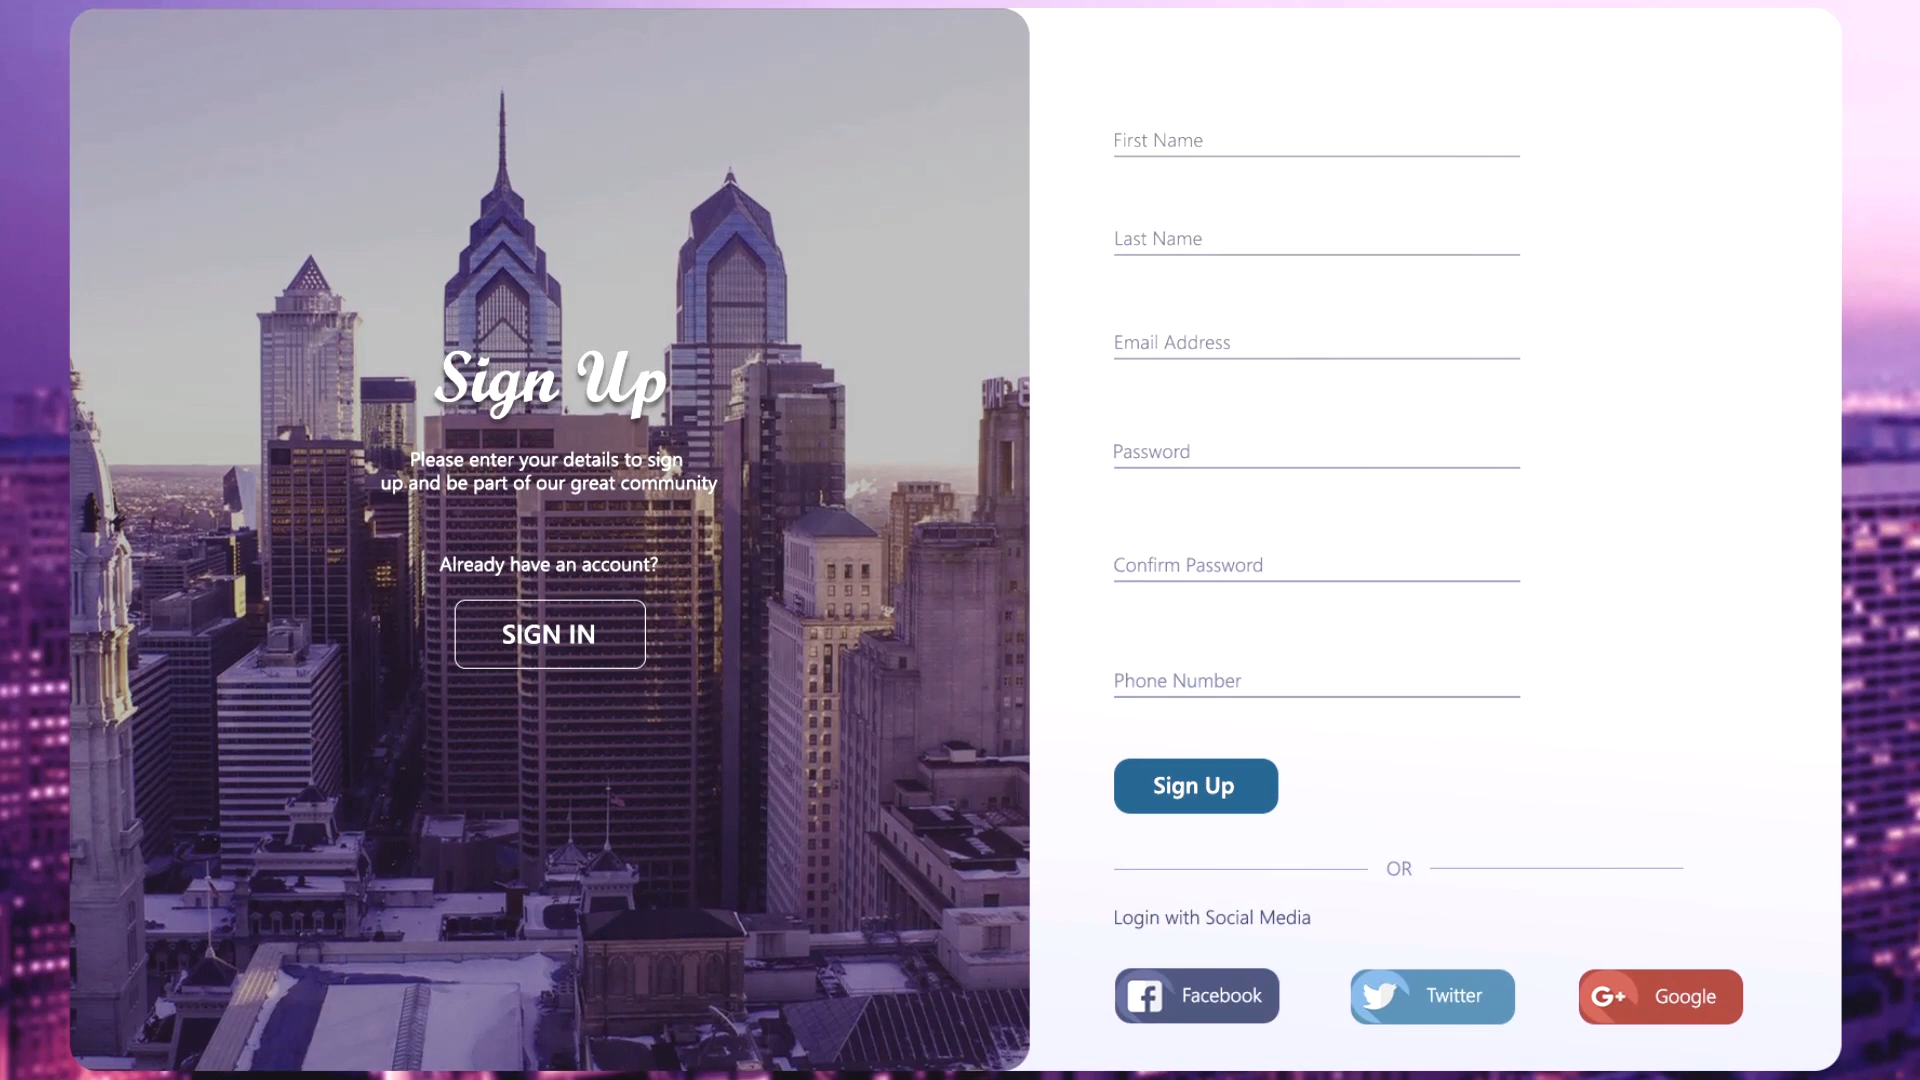 Sign Up
Please enter your details to sign
up and be part of our great community
Already have an account?
SIGN IN
First Name
Last Name
Email Address
Password
Confirm Password
Phone Number
Sign Up
OR
Login with Social Media
Facebook
Twitter
G+ Google